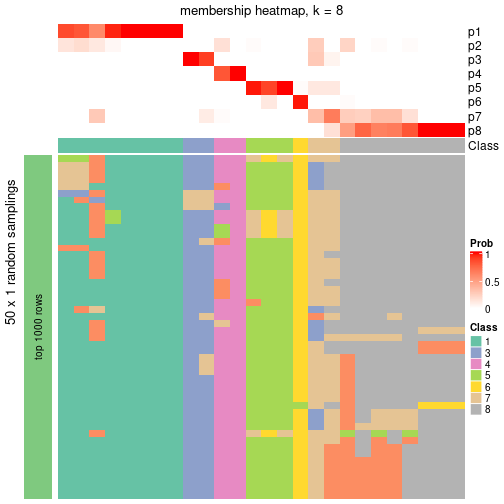 membership heatmap, k = 8
p1
p2
p3
p4
p5
p6
p7
p8
Class
50 x 1 random samplings
top 1000 rows
Prob
1
0.5
0
Class
1
3
4
5
6
7
8